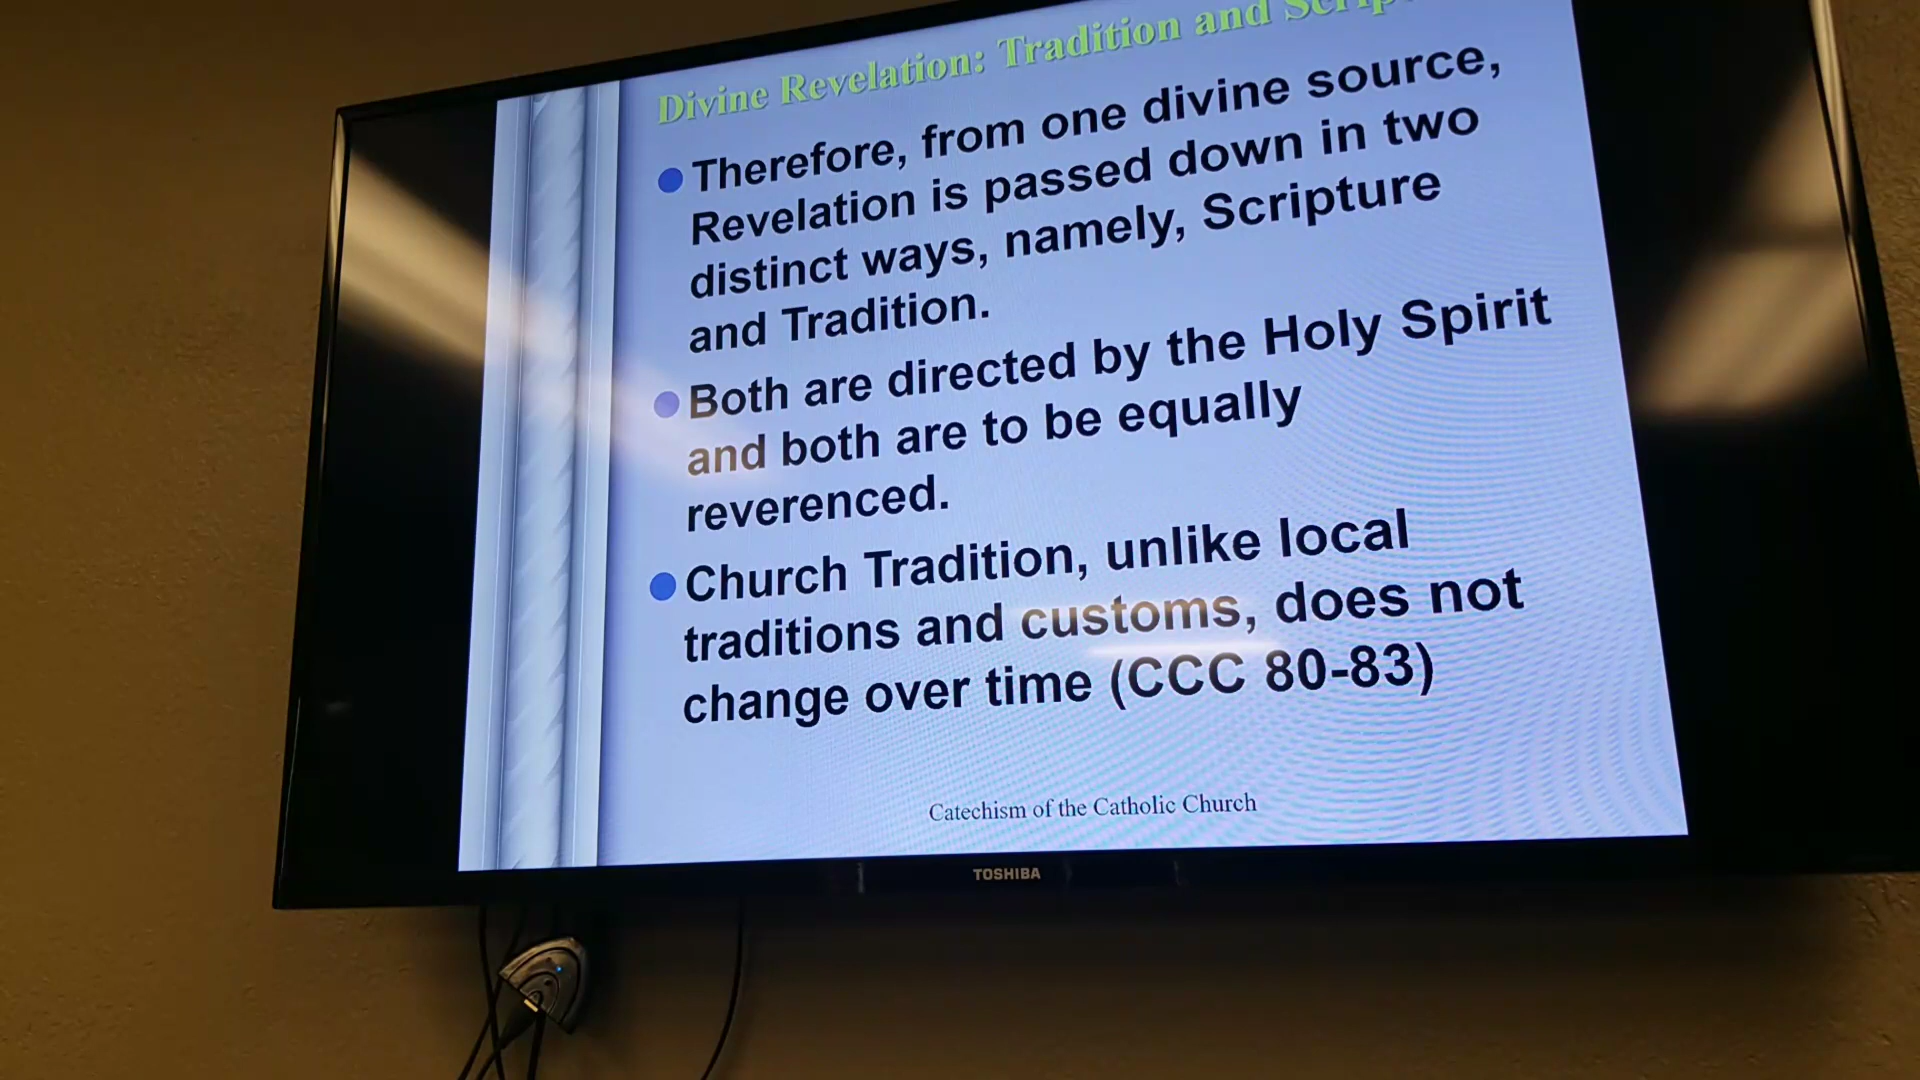 Divine Revelation: Tradition and
Therefore, from one divine source,
Revelation is passed down in two
distinct ways, namely, Scripture
and Tradition.
Both are directed by the Holy Spirit
and both are to be equally
reverenced.
Church Tradition, unlike local
traditions and customs, does not
change over time (CCC 80-83)
Catechism of the Catholic Church
TOSHIBA